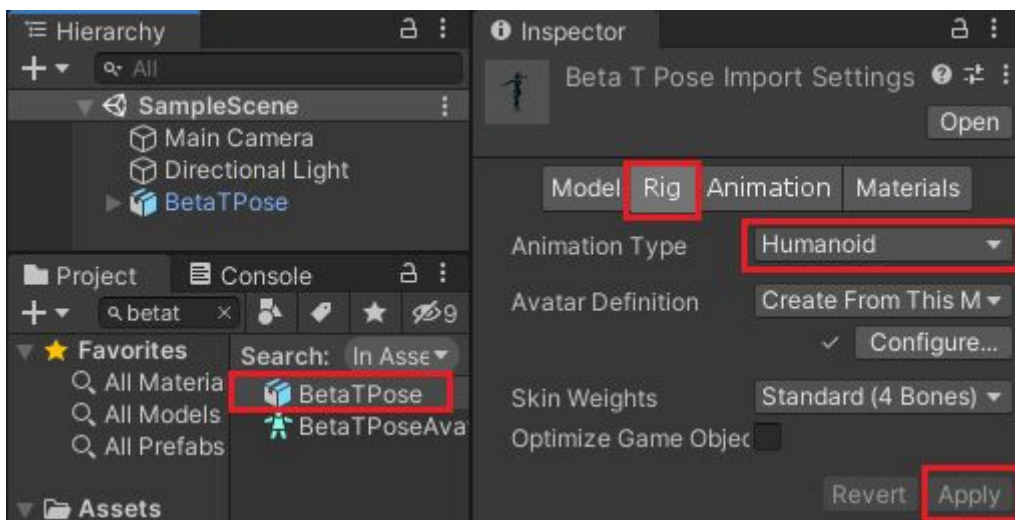 Hierarchy
All
SampleScene
Main Camera
Directional Light
BetaTPose
Project
Console
betat
9
Favorites
All Materia
All Models
All Prefabs
Assets
Search:
In Asse
BetaTPose
BetaTPoseAva
Inspector
Beta T Pose Import Settings
Open
Model Rig Animation Materials
Animation Type Humanoid
Avatar Definition Create From This M
Configure...
Skin Weights Standard (4 Bones)
Optimize Game Objec
Revert Apply